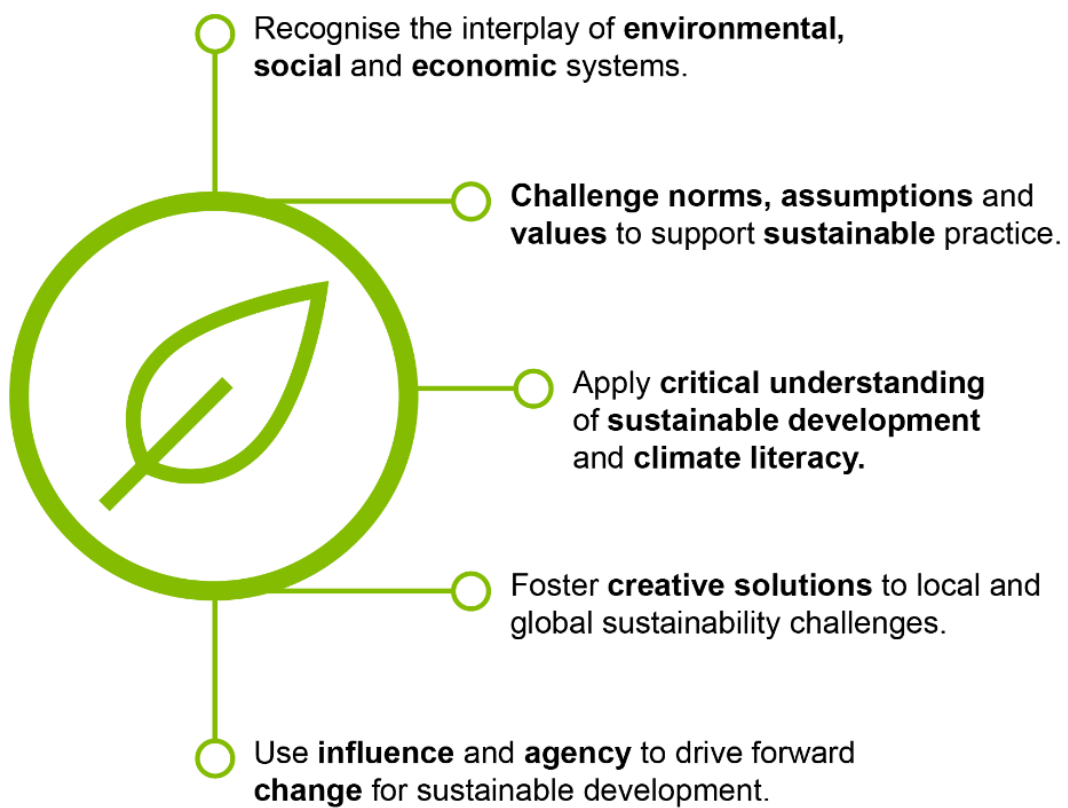 Recognise the interplay of environmental,
social and economic systems.
Challenge norms, assumptions and
values to support sustainable practice.
Apply critical understanding
of sustainable development
and climate literacy.
Foster creative solutions to local and
global sustainability challenges.
Use influence and agency to drive forward
change for sustainable development.